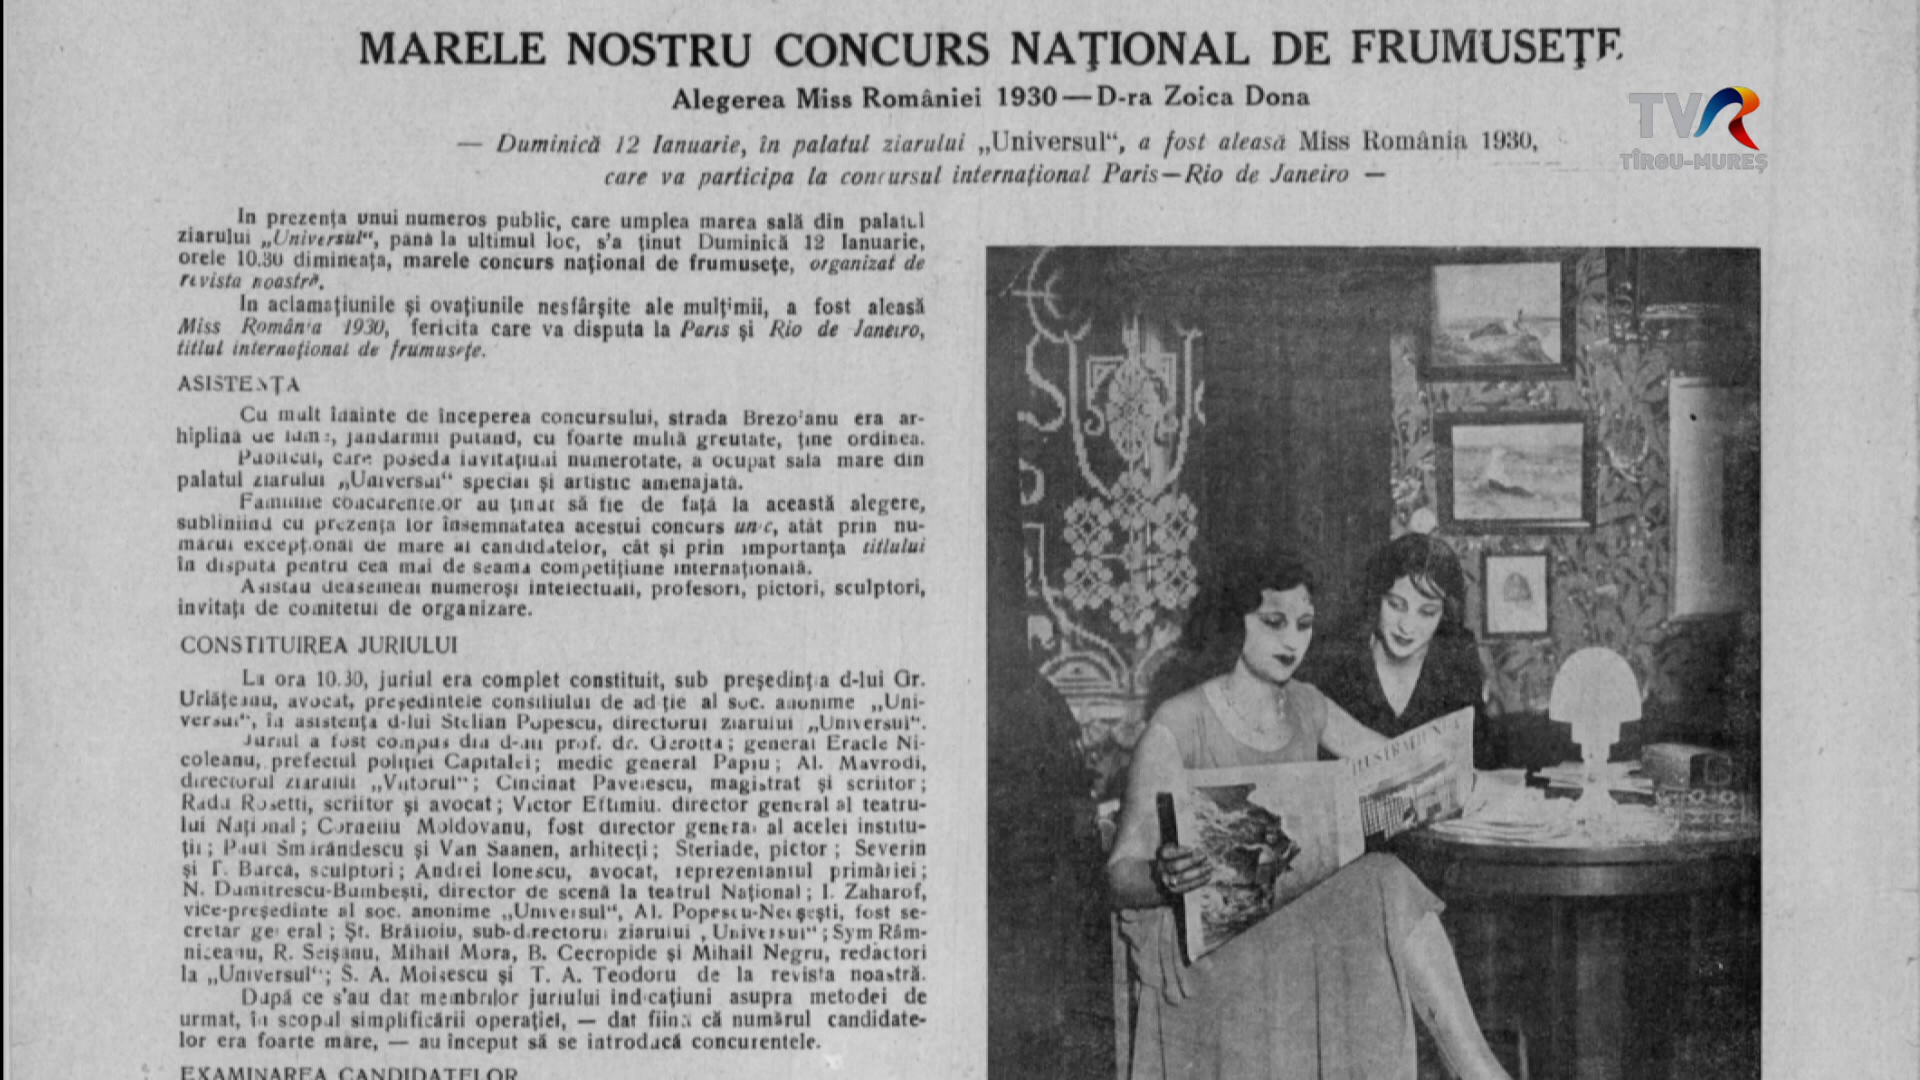 MARELE NOSTRU CONCURS NAŢIONAL DE FRUMUSEŢE
Alegerea Miss României 1930 — D-ra Zoica Dona
— Duminică 12 Ianuarie, în palatul ziarului „Universul“, a fost aleasă Miss România 1930,
care va participa la concursul internaţional Paris—Rio de Janeiro —
TVR
TÎRGU-MUREŞ
In prezenţa unui numeros public, care umplea marea sală din palatul
ziarului „Universul“, până la ultimul loc, s'a ţinut Duminică 12 Ianuarie,
orele 10.30 dimineaţa, marele concurs naţional de frumuseţe, organizat de
revista noastră.
In aclamaţiunile şi ovaţiunile nesfârşite ale mulţimii, a fost aleasă
Miss România 1930, fericita care va disputa la Paris şi Rio de Janeiro,
titlul internaţional de frumuseţe.
ASISTENŢA
Cu mult înainte de începerea concursului, strada Brezoianu era ar-
hiplină de lume, jandarmii putând, cu foarte multă greutate, ţine ordinea.
Publicul, care poseda invitaţiuni numerotate, a ocupat sala mare din
palatul ziarului „Universul“ special şi artistic amenajată.
Familiile concurentelor au ţinut să fie de faţă la această alegere,
subliniind cu prezenţa lor însemnătatea acestui concurs unic, atât prin nu-
mărul excepţional de mare al candidatelor, cât şi prin importanţa titlului
în dispută pentru cea mai de seamă competiţiune internaţională.
Asistau deasemeni numeroşi intelectuali, profesori, pictori, sculptori,
invitaţi de comitetul de organizare.
CONSTITUIREA JURIULUI
La ora 10.30, juriul era complet constituit, sub preşedinţia d-lui Gr.
Urlăţeanu, avocat, preşedintele consiliului de ad-ţie al soc. anonime „Uni-
versul“, în asistenţa d-lui Stelian Popescu, directorul ziarului „Universul“.
Juriul a fost compus din d-nii prof. dr. Gerotta; general Eracle Ni-
coleanu, prefectul poliţiei Capitalei; medic general Papiu; Al. Mavrodi,
directorul ziarului „Viitorul“; Cincinat Pavelescu, magistrat şi scriitor;
Radu Rosetti, scriitor şi avocat; Victor Eftimiu, director general al teatru-
lui Naţional; Corneliu Moldovanu, fost director general al acelei institu-
ţii; Paul Smărăndescu şi Van Saanen, arhitecţi; Steriade, pictor; Severin
şi F. Barca, sculptori; Andrei Ionescu, avocat, reprezentantul primăriei;
N. Dumitrescu-Bumbeşti, director de scenă la teatrul Naţional; I. Zaharof,
vice-preşedinte al soc. anonime „Universul“, Al. Popescu-Neceşeşti, fost se-
cretar general; Şt. Brăiloiu, sub-directorul ziarului „Universul“; Sym Râm-
niceanu, R. Seişanu, Mihail Mora, B. Cecropide şi Mihail Negru, redactori
la „Universul“; S. A. Moisescu şi T. A. Teodoru de la revista noastră.
După ce s'au dat membrilor juriului indicaţiuni asupra metodei de
urmat, în scopul simplificării operaţiei, — dat fiind că numărul candidate-
lor era foarte mare, — au început să se introducă concurentele.
EXAMINAREA CANDIDATELOR
ILUSTRAŢIUNEA